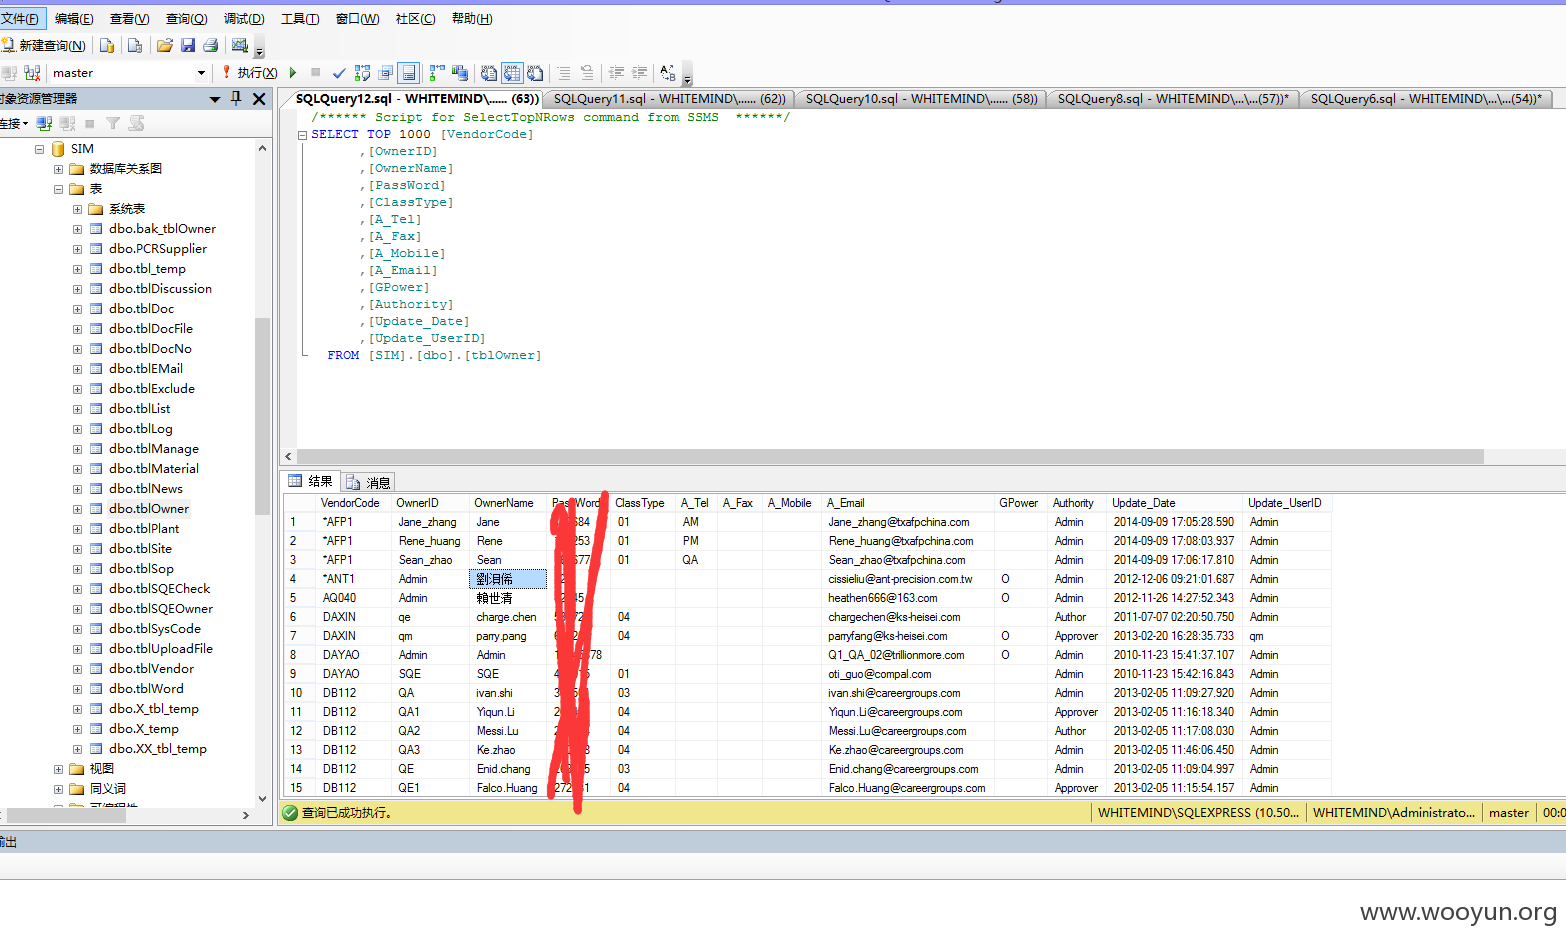 文件(F) 编辑(E) 查看(V) 查询(Q) 调试(D) 工具(T) 窗口(W) 社区(C) 帮助(H)
新建查询(N)
master 执行(X)
对象资源管理器
连接
SIM
数据库关系图
表
系统表
dbo.bak_tblOwner
dbo.PCRSupplier
dbo.tbl_temp
dbo.tblDiscussion
dbo.tblDoc
dbo.tblDocFile
dbo.tblDocNo
dbo.tblEMail
dbo.tblExclude
dbo.tblList
dbo.tblLog
dbo.tblManage
dbo.tblMaterial
dbo.tblNews
dbo.tblOwner
dbo.tblPlant
dbo.tblSite
dbo.tblSop
dbo.tblSQECheck
dbo.tblSQEOwner
dbo.tblSysCode
dbo.tblUploadFile
dbo.tblVendor
dbo.tblWord
dbo.X_tbl_temp
dbo.X_temp
dbo.XX_tbl_temp
视图
同义词
SQLQuery12.sql - WHITEMIND\...... (63)) SQLQuery11.sql - WHITEMIND\...... (62)) SQLQuery10.sql - WHITEMIND\...... (58)) SQLQuery8.sql - WHITEMIND\...\...(57))* SQLQuery6.sql - ...\...(54))*
/****** Script for SelectTopNRows command from SSMS ******/
SELECT TOP 1000 [VendorCode]
,[OwnerID]
,[OwnerName]
,[PassWord]
,[ClassType]
,[A_Tel]
,[A_Fax]
,[A_Mobile]
,[A_Email]
,[GPower]
,[Authority]
,[Update_Date]
,[Update_UserID]
FROM [SIM].[dbo].[tblOwner]
结果 消息
VendorCode OwnerID OwnerName ClassType A_Tel A_Fax A_Mobile A_Email GPower Authority Update_Date Update_UserID
1 *AFP1 Jane_zhang Jane 01 AM Jane_zhang@txafpchina.com Admin 2014-09-09 17:05:28.590 Admin
2 *AFP1 Rene_huang Rene 01 PM Rene_huang@txafpchina.com Admin 2014-09-09 17:08:03.937 Admin
3 *AFP1 Sean_zhao Sean 01 QA Sean_zhao@txafpchina.com Admin 2014-09-09 17:06:17.810 Admin
4 *ANT1 Admin cissieliu@ant-precision.com.tw O Admin 2012-12-06 09:21:01.687 Admin
5 AQ040 Admin 賴世清 heathen666@163.com O Admin 2012-11-26 14:27:52.343 Admin
6 DAXIN qe charge.chen 04 chargechen@ks-heisei.com Author 2011-07-07 02:20:50.750 Admin
7 DAXIN qm parry.pang 04 parryfang@ks-heisei.com O Approver 2013-02-20 16:28:35.733 qm
8 DAYAO Admin Admin Q1_QA_02@trillionmore.com O Admin 2010-11-23 15:41:37.107 Admin
9 DAYAO SQE SQE 01 oti_guo@compal.com Admin 2010-11-23 15:42:16.843 Admin
10 DB112 QA ivan.shi 03 ivan.shi@careergroups.com Admin 2013-02-05 11:09:27.920 Admin
11 DB112 QA1 Yiqun.Li 04 Yiqun.Li@careergroups.com Approver 2013-02-05 11:16:18.340 Admin
12 DB112 QA2 Messi.Lu 04 Messi.Lu@careergroups.com Author 2013-02-05 11:17:08.030 Admin
13 DB112 QA3 Ke.zhao 04 Ke.zhao@careergroups.com Admin 2013-02-05 11:46:06.450 Admin
14 DB112 QE Enid.chang 03 Enid.chang@careergroups.com Admin 2013-02-05 11:09:04.997 Admin
15 DB112 QE1 Falco.Huang 04 Falco.Huang@careergroups.com Approver 2013-02-05 11:15:54.157 Admin
查询已成功执行。 WHITEMIND\SQLEXPRESS (10.50... WHITEMIND\Administrato... master 00:0
输出
www.wooyun.org